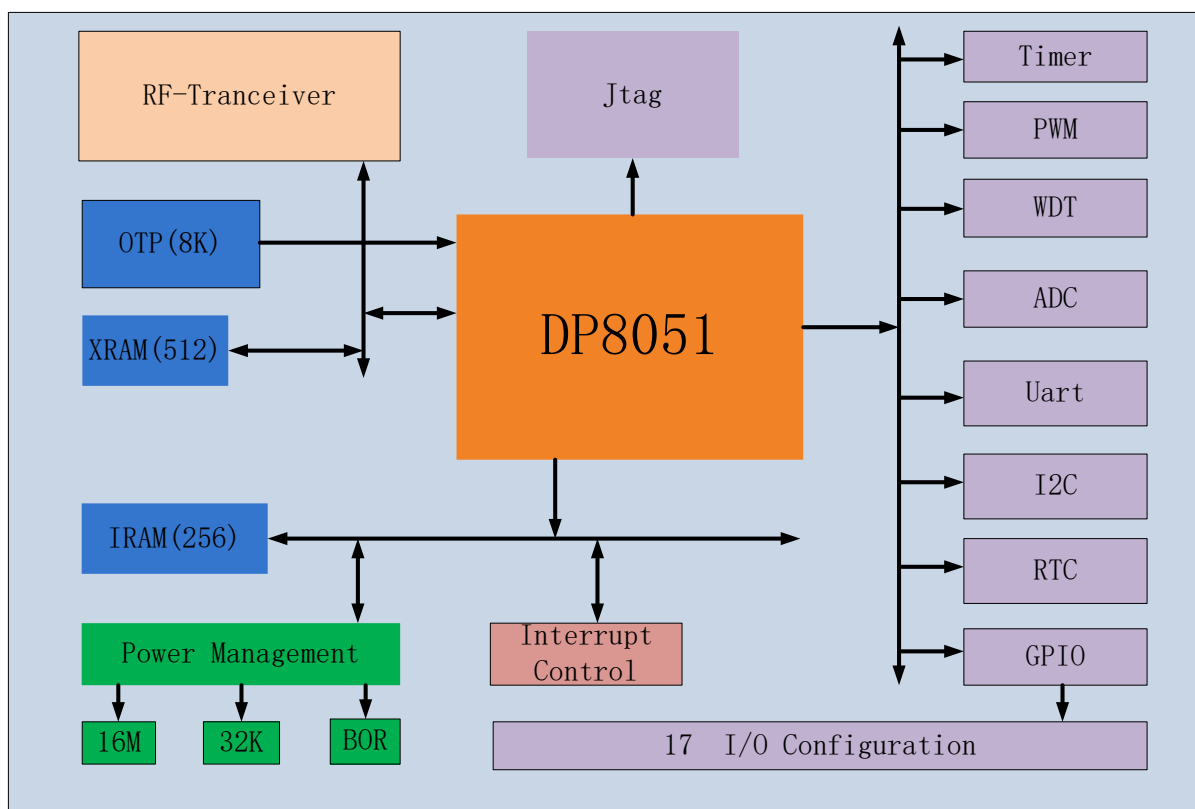 RF-Tranceiver
Jtag
Timer
PWM
WDT
OTP(8K)
ADC
DP8051
XRAM(512)
Uart
I2C
IRAM(256)
RTC
Power Management
Interrupt
Control
GPIO
16M
32K
BOR
17 I/O Configuration